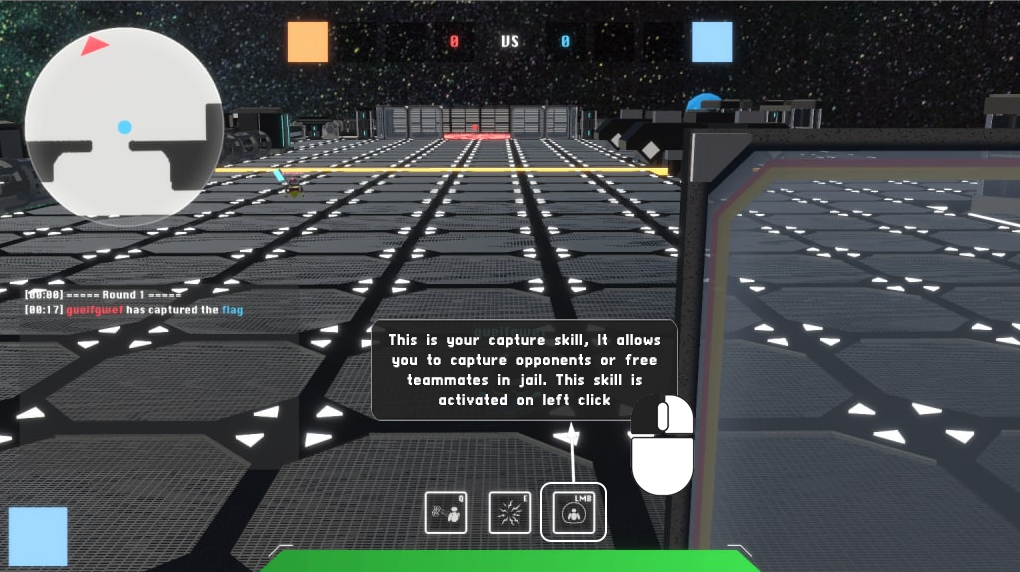 0 VS 0
[00:00] ===== Round 1 =====
[00:17] gueifgwef has captured the flag
This is your capture skill, It allows
you to capture opponents or free
teammates in jail. This skill is
activated on left click
Q
E
LMB